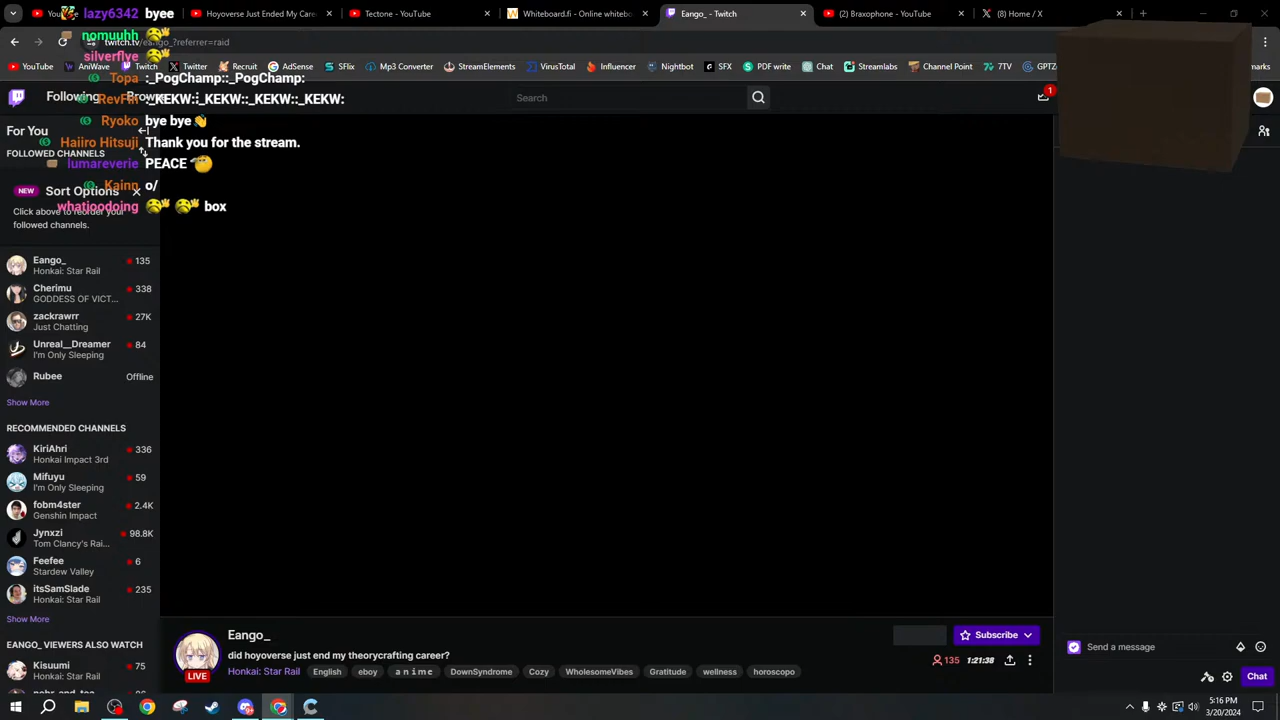 Hoyoverse Just Ended My Care
Tectone - YouTube
Whiteboard.fi - Online whiteb
Eango_ - Twitch
(2) Braxophone - YouTube
(8) Home / X
twitch.tv/eango_?referrer=raid
YouTube
AniWave
Twitch
Twitter
Recruit
AdSense
SFlix
Mp3 Converter
StreamElements
VirusTotal
Influencer
Nightbot
SFX
PDF write
Chat
Streamlabs
7TV
GPTZ
lazy6342 byee
nomuuhh
silverflye
Topa :_PogChamp::_PogChamp:
RevFin :_KEKW::_KEKW::_KEKW::_KEKW:
Ryoko bye bye
Haiiro Hitsuji Thank you for the stream.
lumareverie PEACE
Kainn o/
whatioodoing box
Following
Search
1
For You
FOLLOWED CHANNELS
NEW Sort Options
Click above to reorder your
followed channels.
Eango_ 135
Honkai: Star Rail
Cherimu 338
GODDESS OF VICT...
zackrawrr 27K
Just Chatting
Unreal__Dreamer 84
I'm Only Sleeping
Rubee Offline
Show More
RECOMMENDED CHANNELS
KiriAhri 336
Honkai Impact 3rd
Mifuyu 59
I'm Only Sleeping
fobm4ster 2.4K
Genshin Impact
Jynxzi 98.8K
Tom Clancy's Rai...
Feefee 6
Stardew Valley
itsSamSlade 235
Honkai: Star Rail
Show More
EANGO_ VIEWERS ALSO WATCH
Kisuumi 75
Honkai: Star Rail
Eango_
did hoyoverse just end my theorycrafting career?
Honkai: Star Rail English eboy anime DownSyndrome Cozy WholesomeVibes Gratitude wellness horoscopo
LIVE
Subscribe
135 1:21:38
Send a message
Chat
5:16 PM
3/20/2024